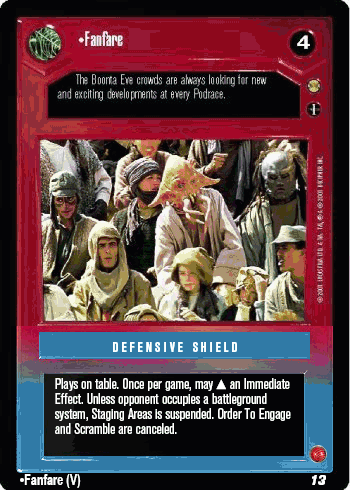 •Fanfare
4
The Boonta Eve crowds are always looking for new
and exciting developments at every Podrace.
DEFENSIVE SHIELD
Plays on table. Once per game, may ▲ an Immediate
Effect. Unless opponent occupies a battleground
system, Staging Areas is suspended. Order To Engage
and Scramble are canceled.
•Fanfare (V)
13